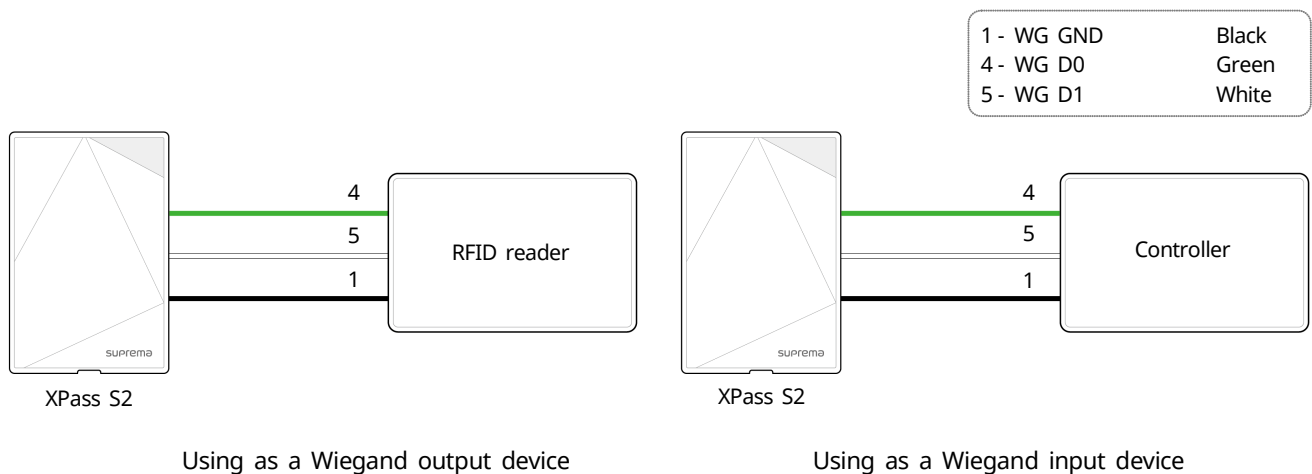 1 - WG GND Black
4 - WG D0 Green
5 - WG D1 White
4
5
1
RFID reader
suprema
XPass S2
Using as a Wiegand output device
4
5
1
Controller
suprema
XPass S2
Using as a Wiegand input device